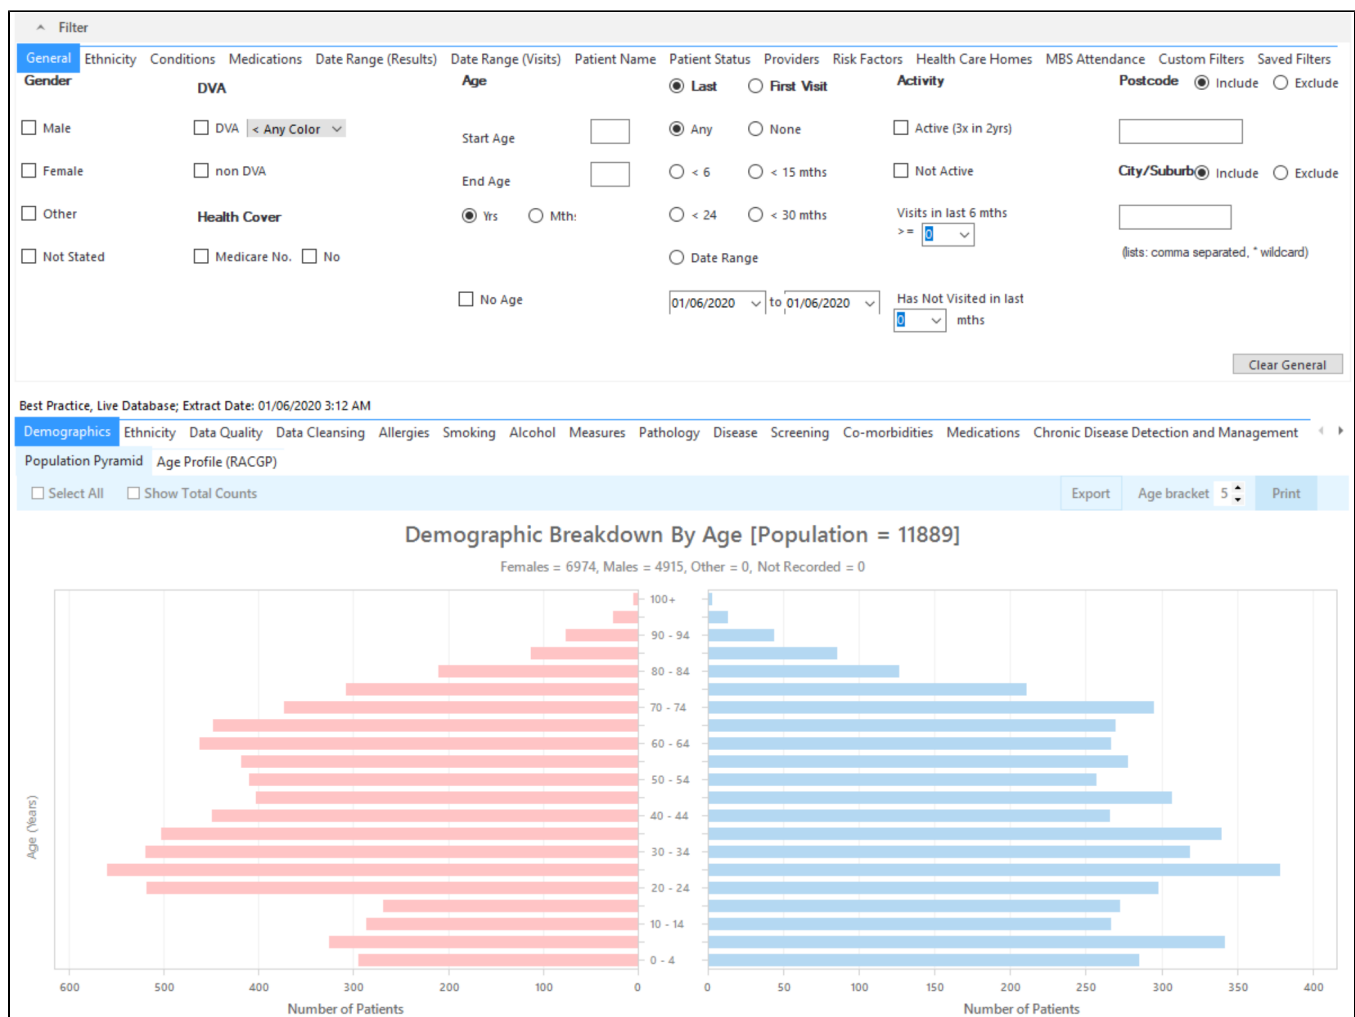 Filter
General Ethnicity Conditions Medications Date Range (Results) Date Range (Visits) Patient Name Patient Status Providers Risk Factors Health Care Homes MBS Attendance Custom Filters Saved Filters
Gender DVA Age Last First Visit Activity Postcode Include Exclude
Male DVA < Any Color Start Age Any None Active (3x in 2yrs)
Female non DVA End Age < 6 < 15 mths Not Active City/Suburb Include Exclude
Other Health Cover Yrs Mths < 24 < 30 mths Visits in last 6 mths
>= 0
Not Stated Medicare No. No Date Range (lists: comma separated, * wildcard)
No Age 01/06/2020 to 01/06/2020 Has Not Visited in last
0 mths
Clear General
Best Practice, Live Database; Extract Date: 01/06/2020 3:12 AM
Demographics Ethnicity Data Quality Data Cleansing Allergies Smoking Alcohol Measures Pathology Disease Screening Co-morbidities Medications Chronic Disease Detection and Management
Population Pyramid Age Profile (RACGP)
Select All Show Total Counts Export Age bracket 5 Print
Demographic Breakdown By Age [Population = 11889]
Females = 6974, Males = 4915, Other = 0, Not Recorded = 0
100+
90 - 94
80 - 84
70 - 74
60 - 64
50 - 54
40 - 44
30 - 34
20 - 24
10 - 14
0 - 4
Age (Years)
600 500 400 300 200 100 0 0 50 100 150 200 250 300 350 400
Number of Patients Number of Patients